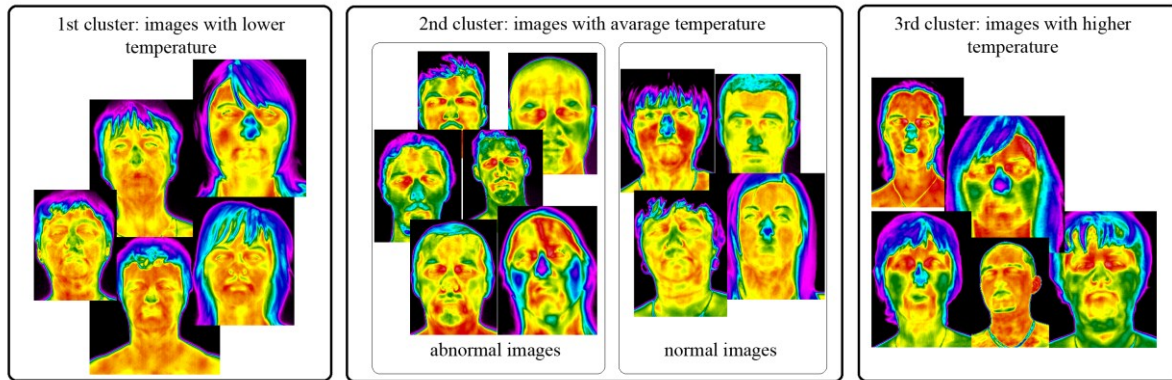 1st cluster: images with lower
temperature
2nd cluster: images with avarage temperature
abnormal images
normal images
3rd cluster: images with higher
temperature